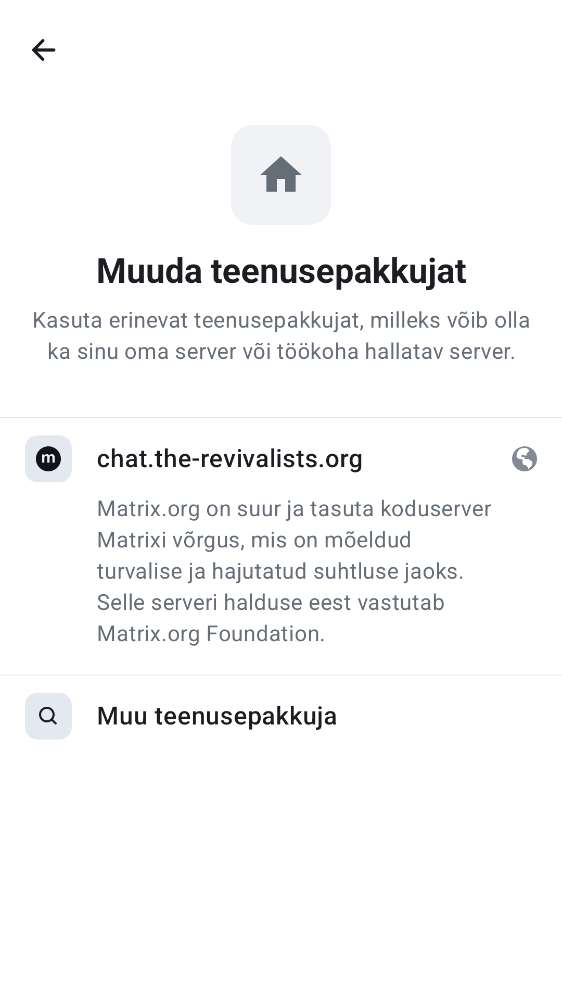 Muuda teenusepakkujat
Kasuta erinevat teenusepakkujat, milleks võib olla
ka sinu oma server või töökoha hallatav server.
m
chat.the-revivalists.org
Matrix.org on suur ja tasuta koduserver
Matrixi võrgus, mis on mõeldud
turvalise ja hajutatud suhtluse jaoks.
Selle serveri halduse eest vastutab
Matrix.org Foundation.
Muu teenusepakkuja